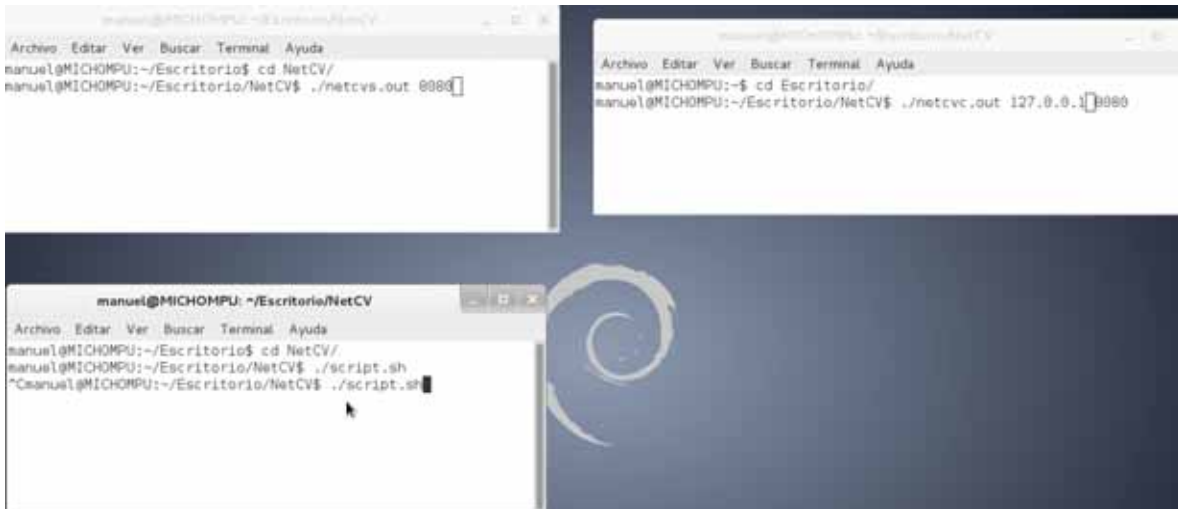 Archivo Editar Ver Buscar Terminal Ayuda
manuel@MICHOMPU:~/Escritorio$ cd NetCV/
manuel@MICHOMPU:~/Escritorio/NetCV$ ./netcvs.out 8080
Archivo Editar Ver Buscar Terminal Ayuda
manuel@MICHOMPU:~$ cd Escritorio/
manuel@MICHOMPU:~/Escritorio/NetCV$ ./netcvc.out 127.0.0.1 8080
manuel@MICHOMPU: ~/Escritorio/NetCV
Archivo Editar Ver Buscar Terminal Ayuda
manuel@MICHOMPU:~/Escritorio$ cd NetCV/
manuel@MICHOMPU:~/Escritorio/NetCV$ ./script.sh
^Cmanuel@MICHOMPU:~/Escritorio/NetCV$ ./script.sh